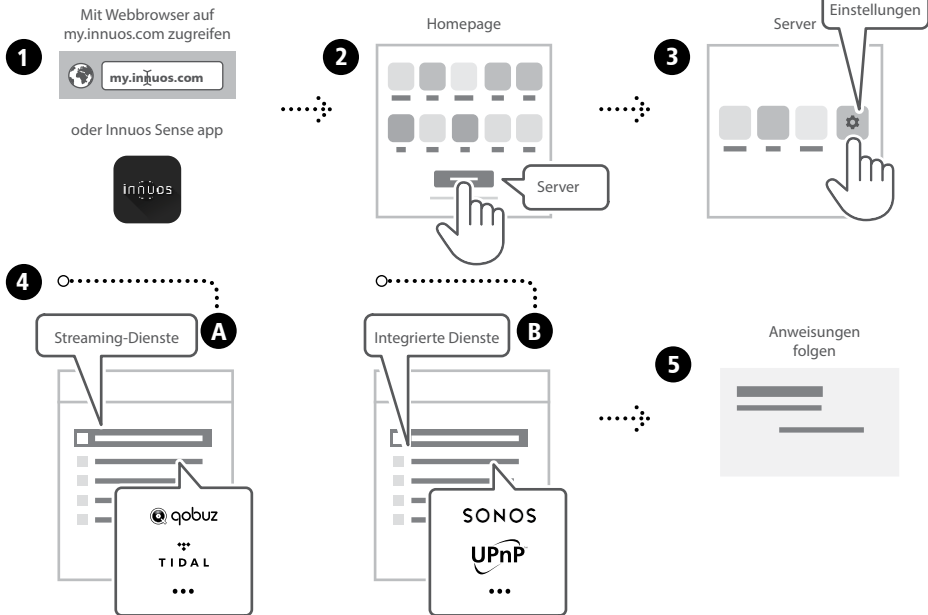 Mit Webbrowser auf
my.innuos.com zugreifen
1
my.innuos.com
oder Innuos Sense app
innuos
2
Homepage
Server
3
Server
Einstellungen
4
A
Streaming-Dienste
qobuz
TIDAL
•••
B
Integrierte Dienste
SONOS
UPnP
•••
5
Anweisungen
folgen